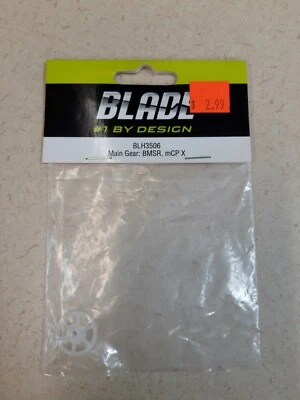 BLADE
$ 2.99
#1 BY DESIGN
BLH3506
Main Gear: BMSR, mCP X